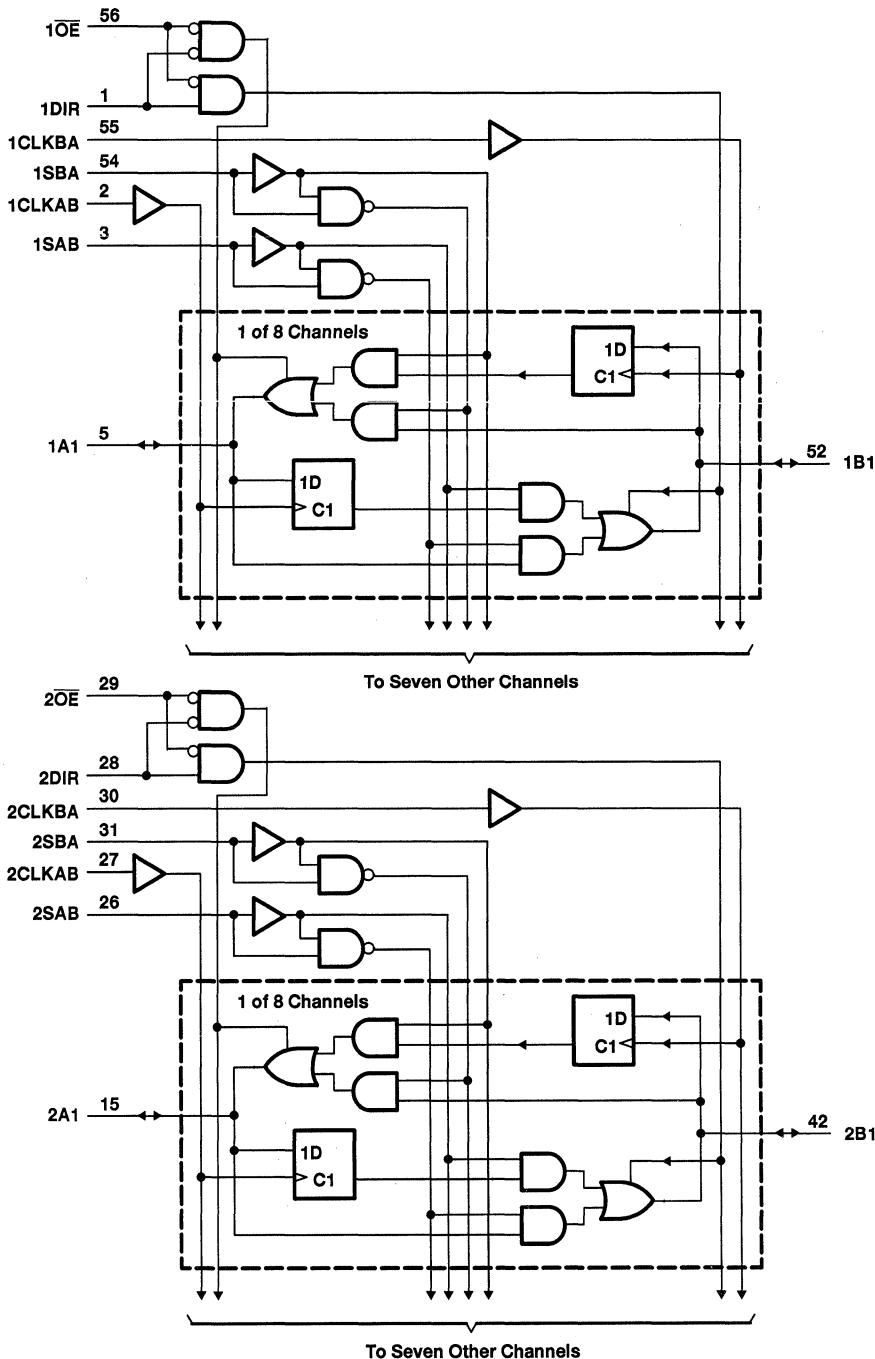 1O̅E̅ 56
1DIR 1
1CLKBA 55
1SBA 54
1CLKAB 2
1SAB 3
1 of 8 Channels
1D
C1
1A1 5
52 1B1
1D
C1
To Seven Other Channels
2O̅E̅ 29
2DIR 28
2CLKBA 30
2SBA 31
2CLKAB 27
2SAB 26
1 of 8 Channels
1D
C1
2A1 15
42 2B1
1D
C1
To Seven Other Channels